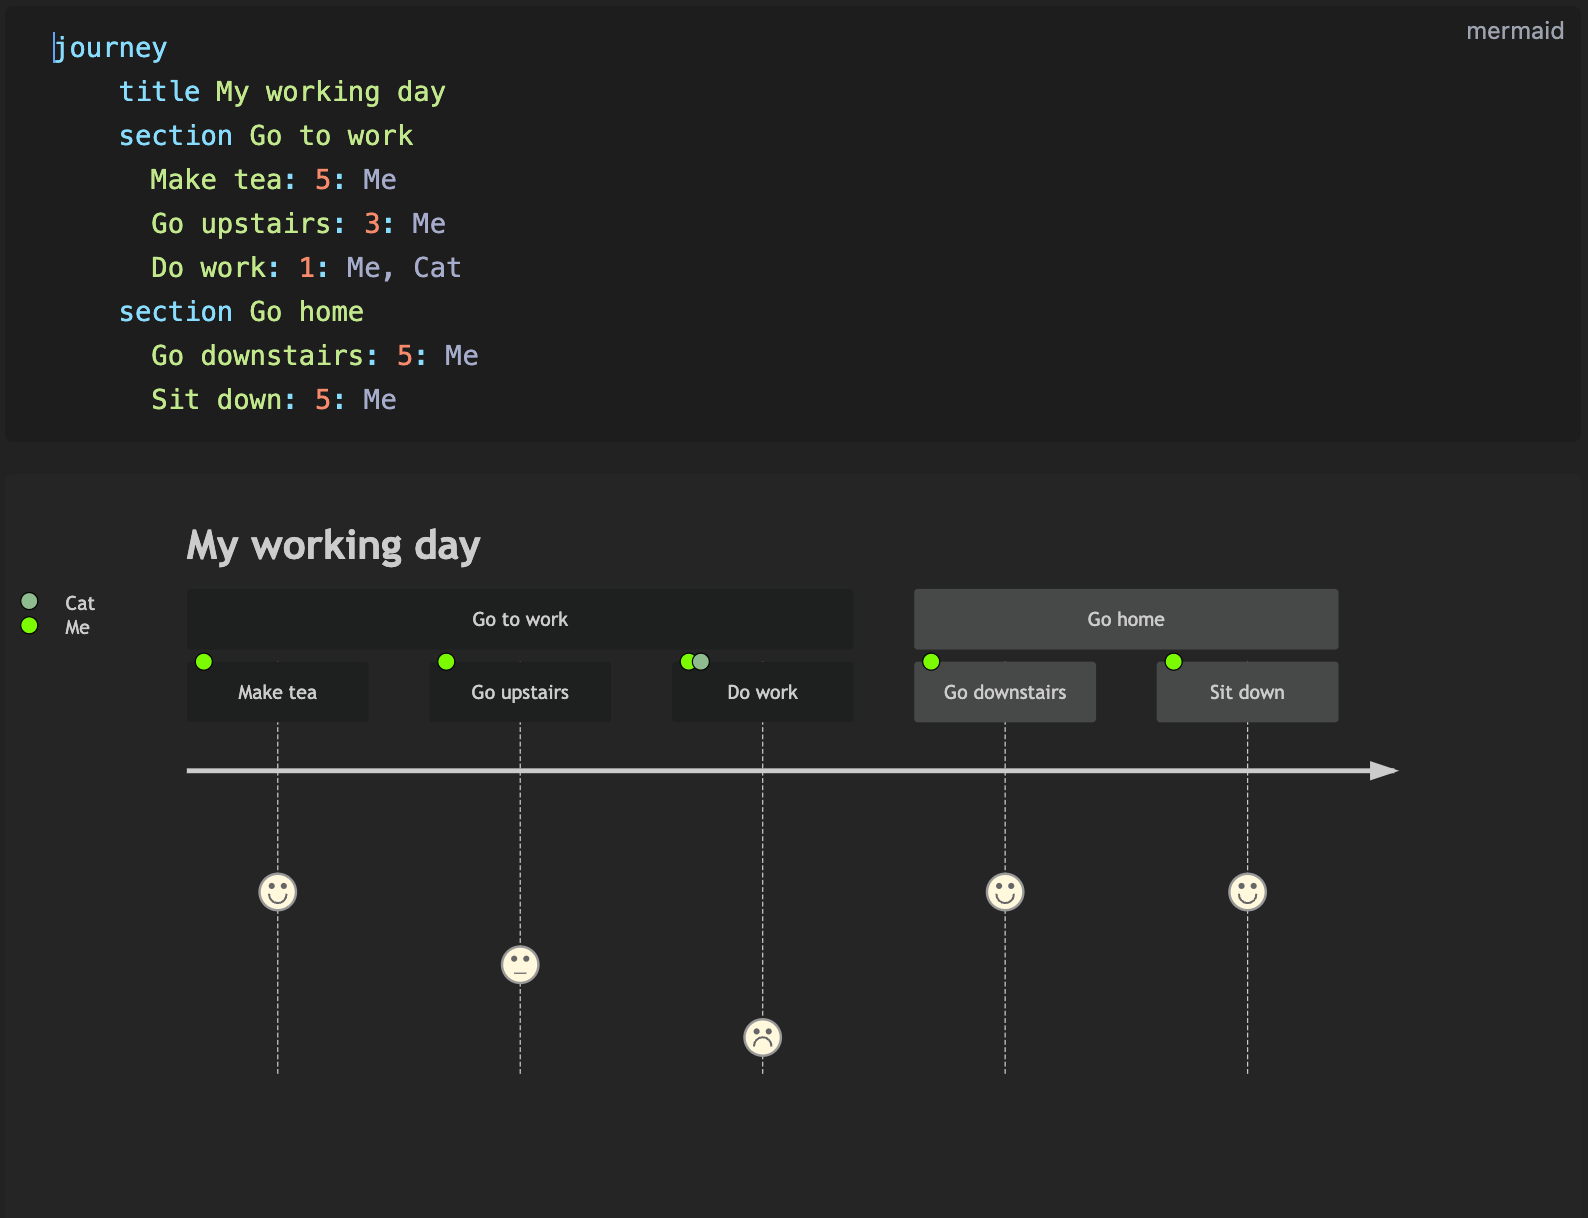 mermaid
journey
title My working day
section Go to work
Make tea: 5: Me
Go upstairs: 3: Me
Do work: 1: Me, Cat
section Go home
Go downstairs: 5: Me
Sit down: 5: Me
My working day
Cat
Me
Go to work
Go home
Make tea
Go upstairs
Do work
Go downstairs
Sit down